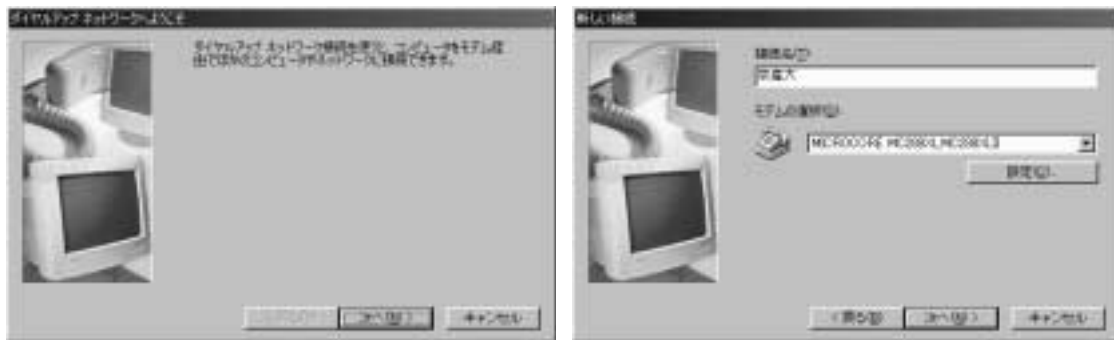 ダイヤルアップ ネットワークへようこそ
ダイヤルアップ ネットワーク接続を使うと、コンピュータをモデム経
由でほかのコンピュータやネットワークに接続できます。
次へ(N) >
キャンセル
新しい接続
接続名(T):
京産大
モデムの選択(D):
設定(C)...
< 戻る(B)
次へ(N) >
キャンセル